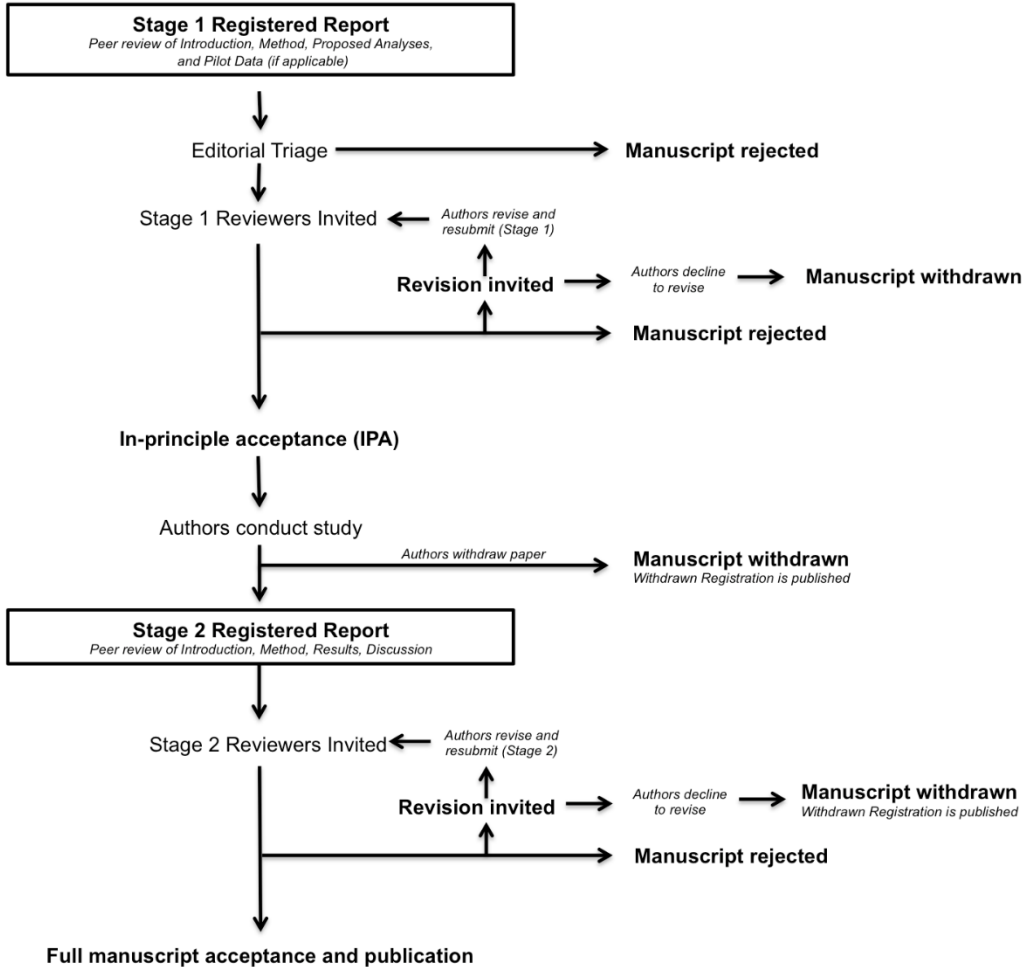 Stage 1 Registered Report
Peer review of Introduction, Method, Proposed Analyses,
and Pilot Data (if applicable)
Editorial Triage
Manuscript rejected
Stage 1 Reviewers Invited
Authors revise and
resubmit (Stage 1)
Revision invited
Authors decline
to revise
Manuscript withdrawn
Manuscript rejected
In-principle acceptance (IPA)
Authors conduct study
Authors withdraw paper
Manuscript withdrawn
Withdrawn Registration is published
Stage 2 Registered Report
Peer review of Introduction, Method, Results, Discussion
Stage 2 Reviewers Invited
Authors revise and
resubmit (Stage 2)
Revision invited
Authors decline
to revise
Manuscript withdrawn
Withdrawn Registration is published
Manuscript rejected
Full manuscript acceptance and publication